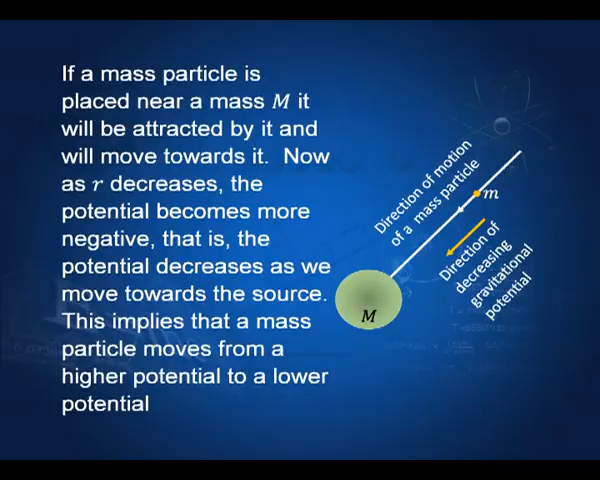 If a mass particle is
placed near a mass M it
will be attracted by it and
will move towards it. Now
as r decreases, the
potential becomes more
negative, that is, the
potential decreases as we
move towards the source.
This implies that a mass
particle moves from a
higher potential to a lower
potential
Direction of motion
of a mass particle
m
Direction of
decreasing
gravitational
potential
M